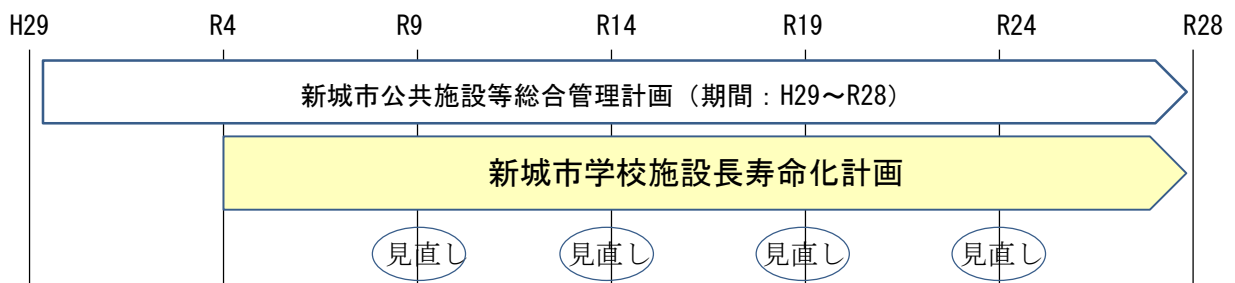 H29 R4 R9 R14 R19 R24 R28
新城市公共施設等総合管理計画（期間：H29～R28）
新城市学校施設長寿命化計画
見直し 見直し 見直し 見直し